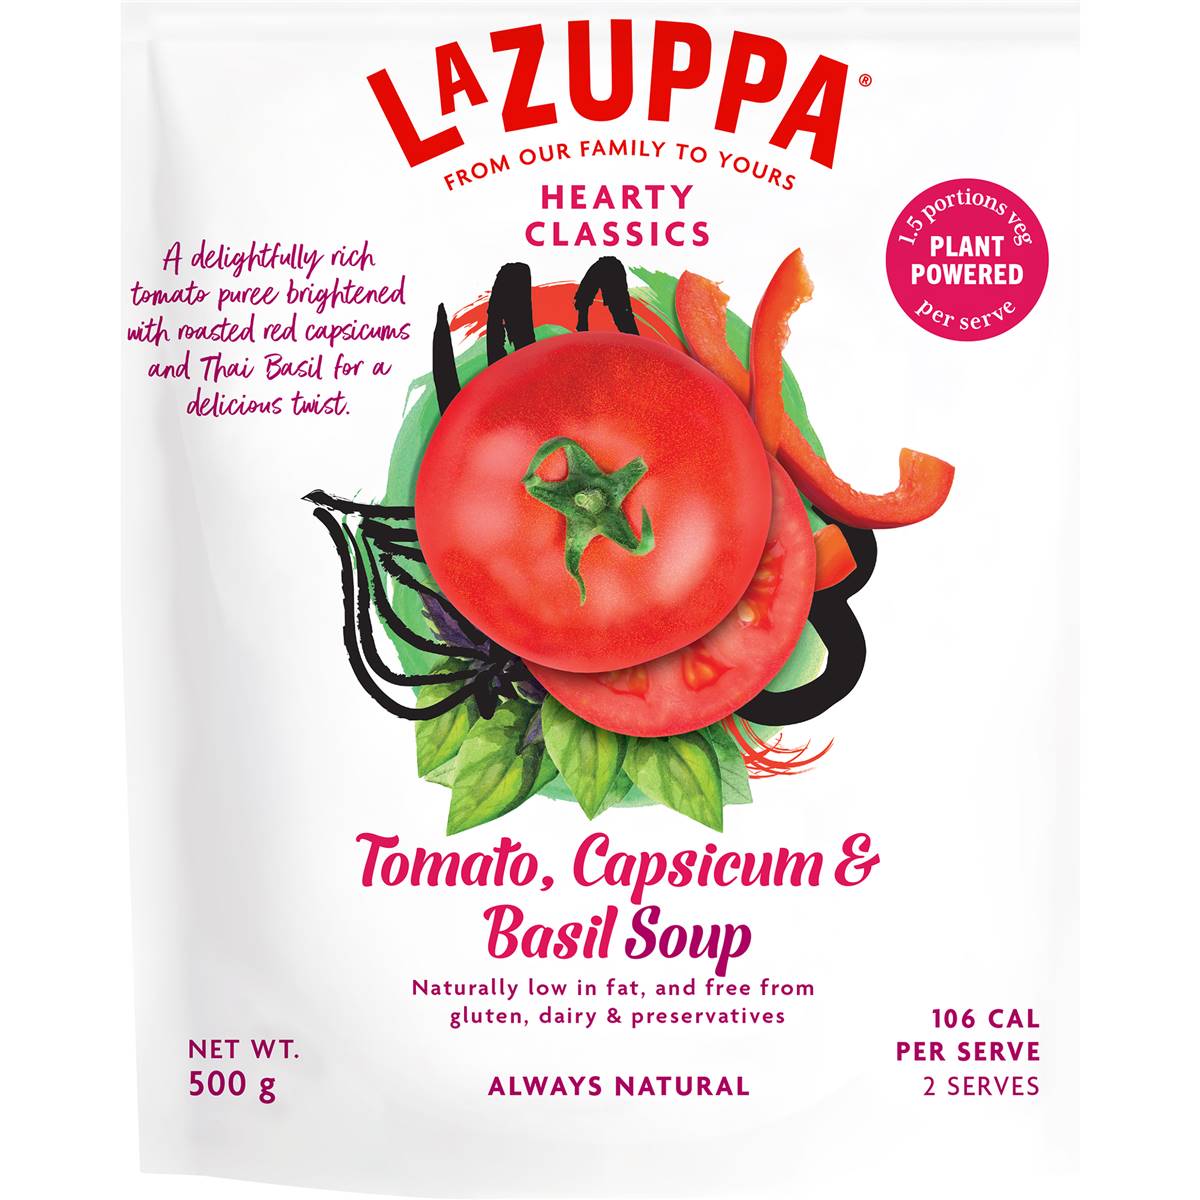 LAZUPPA®
FROM OUR FAMILY TO YOURS
HEARTY
CLASSICS
A delightfully rich
tomato puree brightened
with roasted red capsicums
and Thai Basil for a
delicious twist.
1.5 portions veg
PLANT
POWERED
per serve
Tomato, Capsicum &
Basil Soup
Naturally low in fat, and free from
gluten, dairy & preservatives
NET WT.
500 g
ALWAYS NATURAL
106 CAL
PER SERVE
2 SERVES